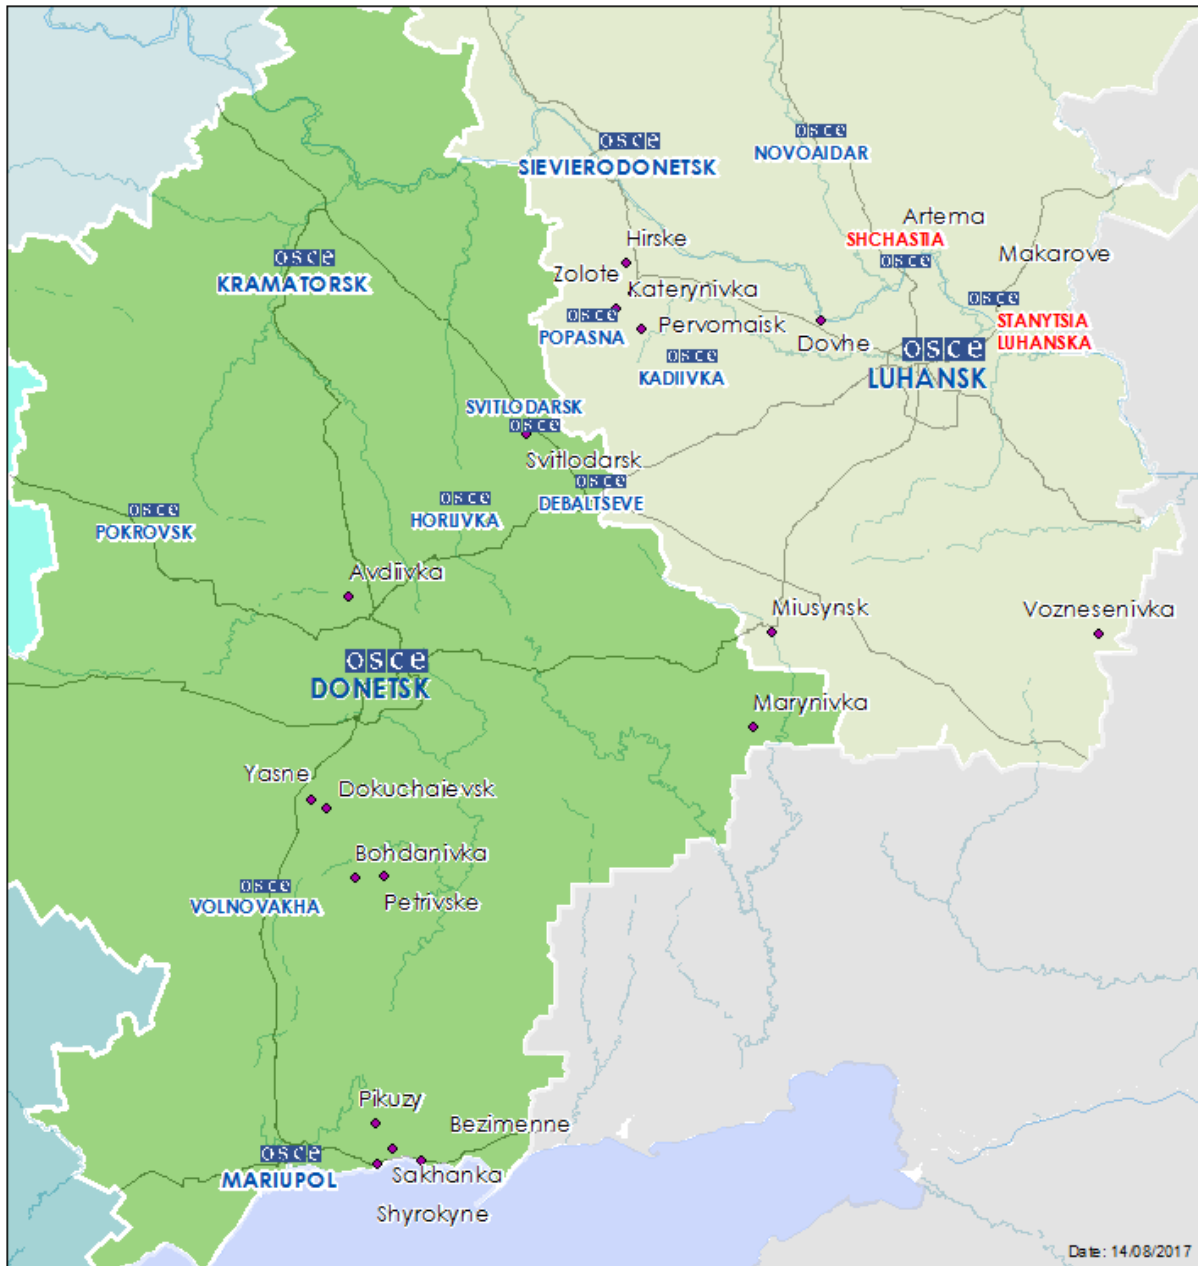 osce
NOVOAIDAR
osce
SIEVIERODONETSK
Artema
SHCHASTIA
osce
Makarove
Hirske
osce
KRAMATORSK
Zolote
Katerynivka
osce
POPASNA
Pervomaisk
osce
STANYTSIA
LUHANSKA
Dovhe
osce
LUHANSK
osce
KADIIVKA
SVITLODARSK
osce
Svitlodarsk
osce
DEBALTSEVE
osce
HORLIVKA
osce
POKROVSK
Avdiivka
Miusynsk
Voznesenivka
osce
DONETSK
Marynivka
Yasne
Dokuchaievsk
Bohdanivka
Petrivske
osce
VOLNOVAKHA
Pikuzy
Bezimenne
osce
MARIUPOL
Sakhanka
Shyrokyne
Date: 14/08/2017